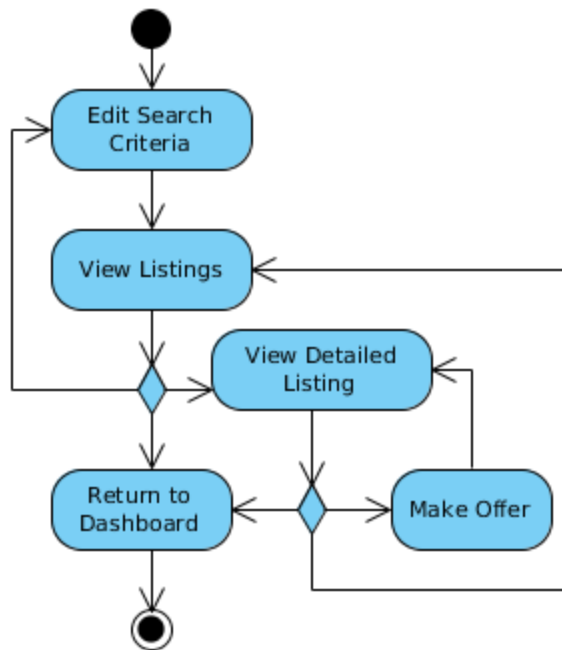 Edit Search
Criteria
View Listings
View Detailed
Listing
Return to
Dashboard
Make Offer